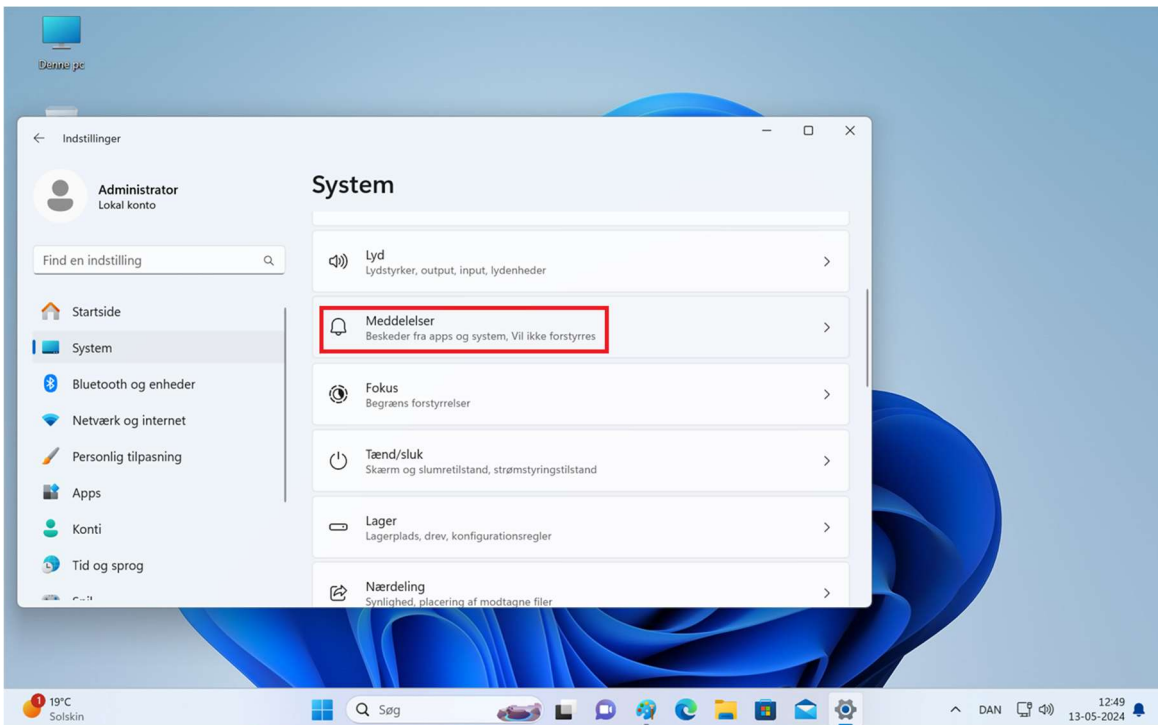 Denne pc
Indstillinger
Administrator
Lokal konto
Find en indstilling
Startside
System
Bluetooth og enheder
Netværk og internet
Personlig tilpasning
Apps
Konti
Tid og sprog
System
Lyd
Lydstyrker, output, input, lydenheder
Meddelelser
Beskeder fra apps og system, Vil ikke forstyrres
Fokus
Begræns forstyrrelser
Tænd/sluk
Skærm og slumretilstand, strømstyringstilstand
Lager
Lagerplads, drev, konfigurationsregler
Nærdeling
Synlighed, placering af modtagne filer
1
19°C
Solskin
Søg
DAN
12:49
13-05-2024